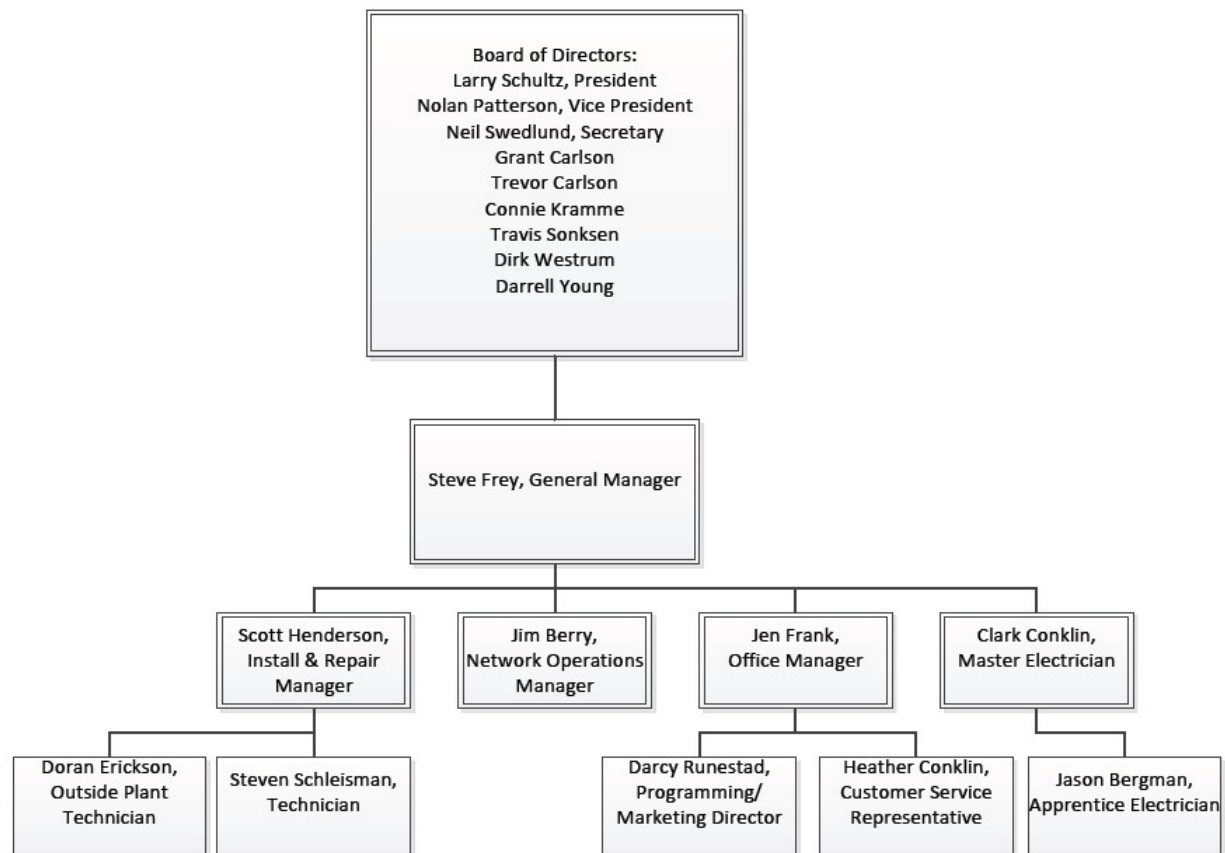 Board of Directors:
Larry Schultz, President
Nolan Patterson, Vice President
Neil Swedlund, Secretary
Grant Carlson
Trevor Carlson
Connie Kramme
Travis Sonksen
Dirk Westrum
Darrell Young
Steve Frey, General Manager
Scott Henderson,
Install & Repair
Manager
Jim Berry,
Network Operations
Manager
Jen Frank,
Office Manager
Clark Conklin,
Master Electrician
Doran Erickson,
Outside Plant
Technician
Steven Schleisman,
Technician
Darcy Runestad,
Programming/
Marketing Director
Heather Conklin,
Customer Service
Representative
Jason Bergman,
Apprentice Electrician